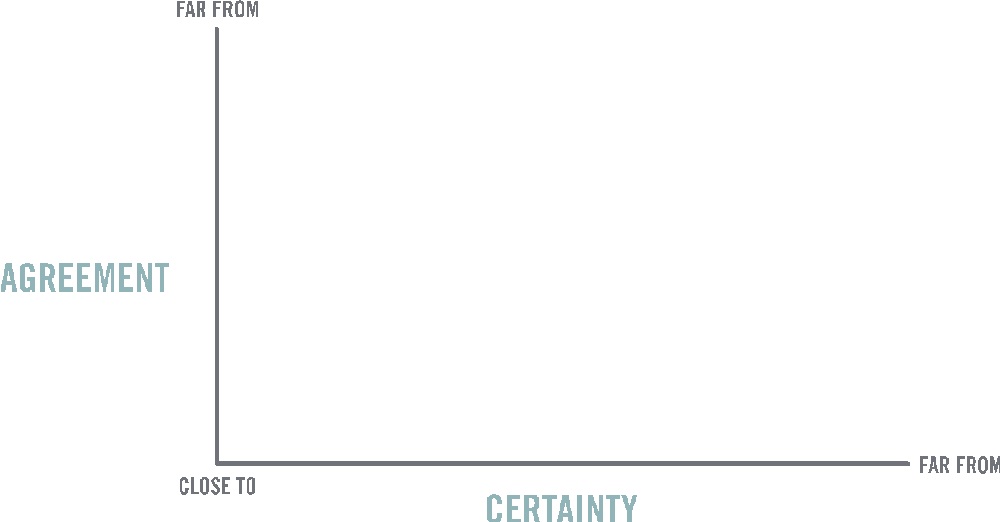 FAR FROM
AGREEMENT
FAR FROM
CLOSE TO
CERTAINTY